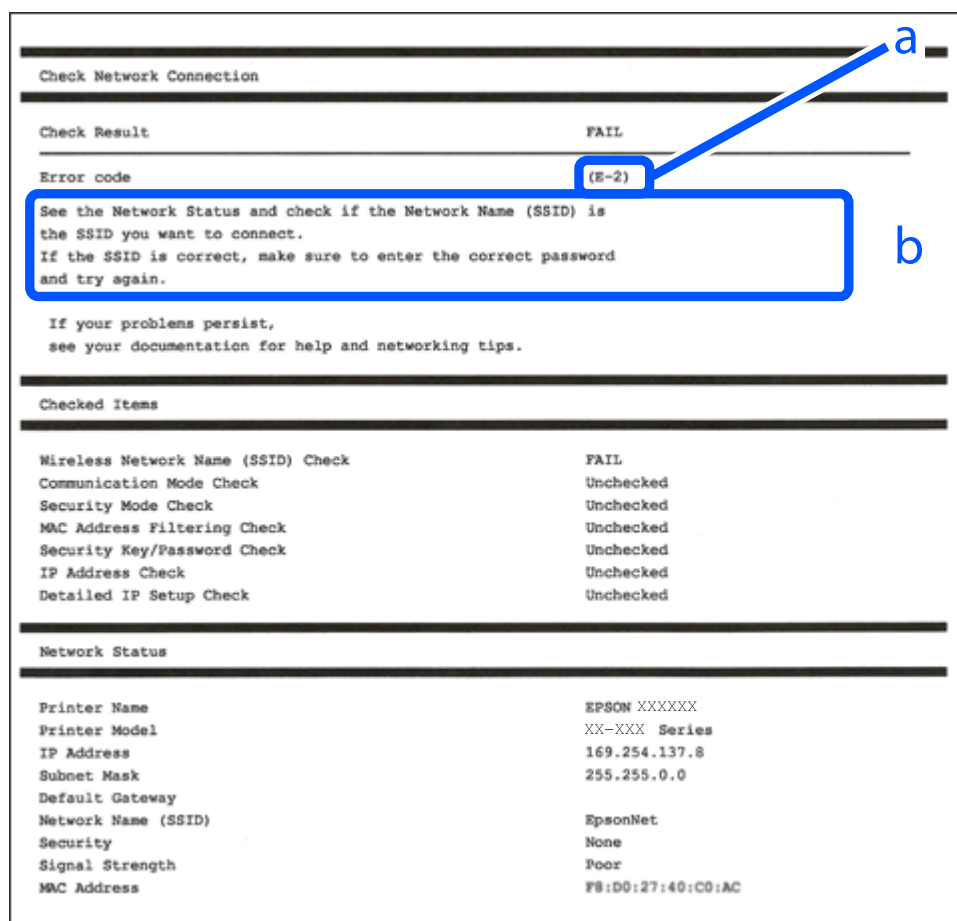 a
Check Network Connection
Check Result FAIL
Error code (E-2)
See the Network Status and check if the Network Name (SSID) is
the SSID you want to connect.
If the SSID is correct, make sure to enter the correct password
and try again.
b
If your problems persist,
see your documentation for help and networking tips.
Checked Items
Wireless Network Name (SSID) Check FAIL
Communication Mode Check Unchecked
Security Mode Check Unchecked
MAC Address Filtering Check Unchecked
Security Key/Password Check Unchecked
IP Address Check Unchecked
Detailed IP Setup Check Unchecked
Network Status
Printer Name EPSON XXXXXX
Printer Model XX-XXX Series
IP Address 169.254.137.8
Subnet Mask 255.255.0.0
Default Gateway
Network Name (SSID) EpsonNet
Security None
Signal Strength Poor
MAC Address F8:D0:27:40:C0:AC